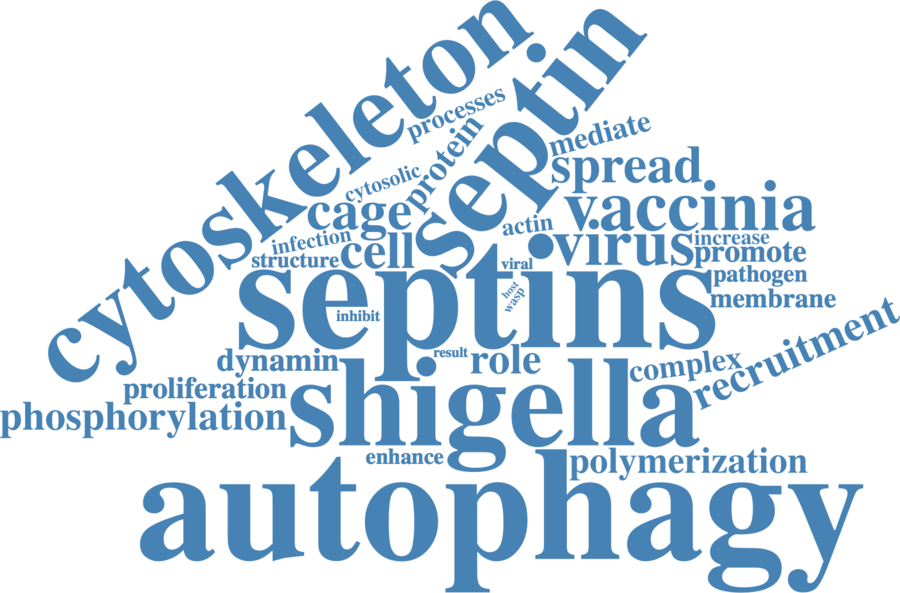 cytoskeleton
septin
processes
protein
mediate
spread
cytosolic
cage
vaccinia
actin
infection
cell
virus
increase
structure
promote
viral
pathogen
septins
host
wasp
membrane
inhibit
recruitment
dynamin
result
role
complex
proliferation
shigella
phosphorylation
enhance
polymerization
autophagy